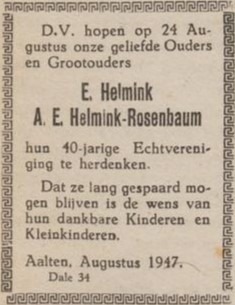 D.V. hopen op 24 Au-
gustus onze geliefde Ouders
en Grootouders
E. Helmink
A. E. Helmink-Rosenbaum
hun 40-jarige Echtvereni-
ging te herdenken.
Dat ze lang gespaard mo-
gen blijven is de wens van
hun dankbare Kinderen en
Kleinkinderen.
Aalten, Augustus 1947.
Dale 34